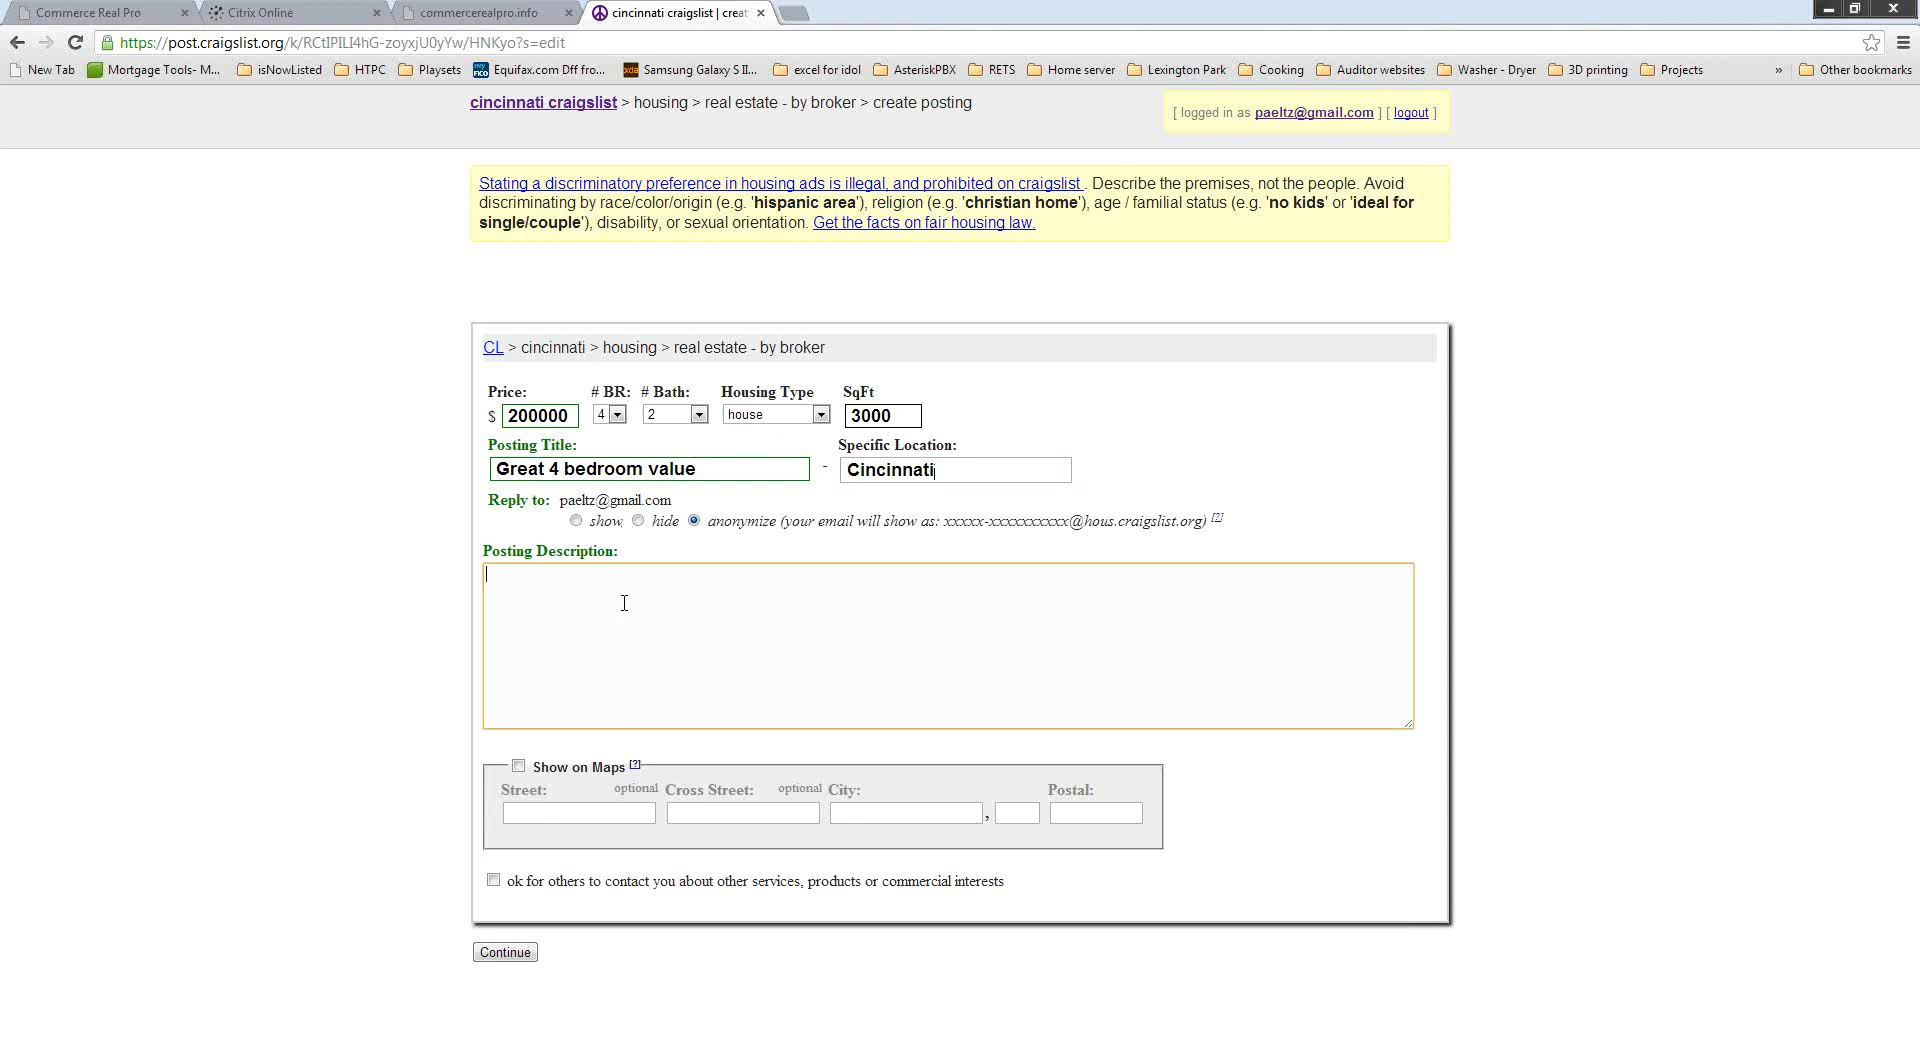 Commerce Real Pro
Citrix Online
commercerealpro.info
cincinnati craigslist | creat
https://post.craigslist.org/k/RCtIPILI4hG-zoyxjU0yYw/HNKyo?s=edit
New Tab
Mortgage Tools- M...
isNowListed
HTPC
Playsets
my FICO
Equifax.com Dff fro...
xda
Samsung Galaxy S II...
excel for idol
AsteriskPBX
RETS
Home server
Lexington Park
Cooking
Auditor websites
Washer - Dryer
3D printing
Projects
»
Other bookmarks
cincinnati craigslist > housing > real estate - by broker > create posting
[ logged in as paeltz@gmail.com ] [ logout ]
Stating a discriminatory preference in housing ads is illegal, and prohibited on craigslist . Describe the premises, not the people. Avoid
discriminating by race/color/origin (e.g. 'hispanic area'), religion (e.g. 'christian home'), age / familial status (e.g. 'no kids' or 'ideal for
single/couple'), disability, or sexual orientation. Get the facts on fair housing law.
CL > cincinnati > housing > real estate - by broker
Price: # BR: # Bath: Housing Type SqFt
$ 200000 4 2 house 3000
Posting Title: Specific Location:
Great 4 bedroom value - Cincinnati
Reply to: paeltz@gmail.com
show hide anonymize (your email will show as: xxxxx-xxxxxxxxxx@hous.craigslist.org) [?]
Posting Description:
Show on Maps [?]
Street: optional Cross Street: optional City: Postal:
,
ok for others to contact you about other services, products or commercial interests
Continue